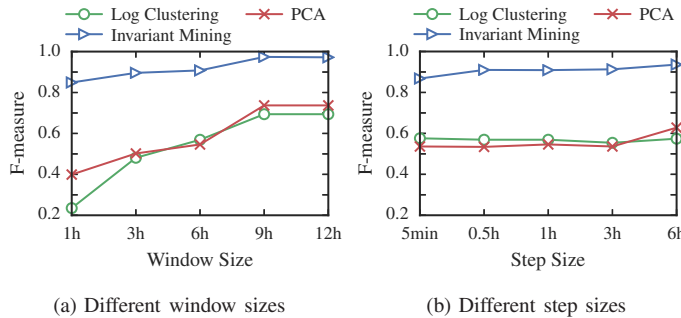 Log Clustering PCA
Invariant Mining
1.0
0.8
0.6
0.4
0.2
F-measure
1h 3h 6h 9h 12h
Window Size
(a) Different window sizes
Log Clustering PCA
Invariant Mining
1.0
0.8
0.6
0.4
0.2
F-measure
5min 0.5h 1h 3h 6h
Step Size
(b) Different step sizes